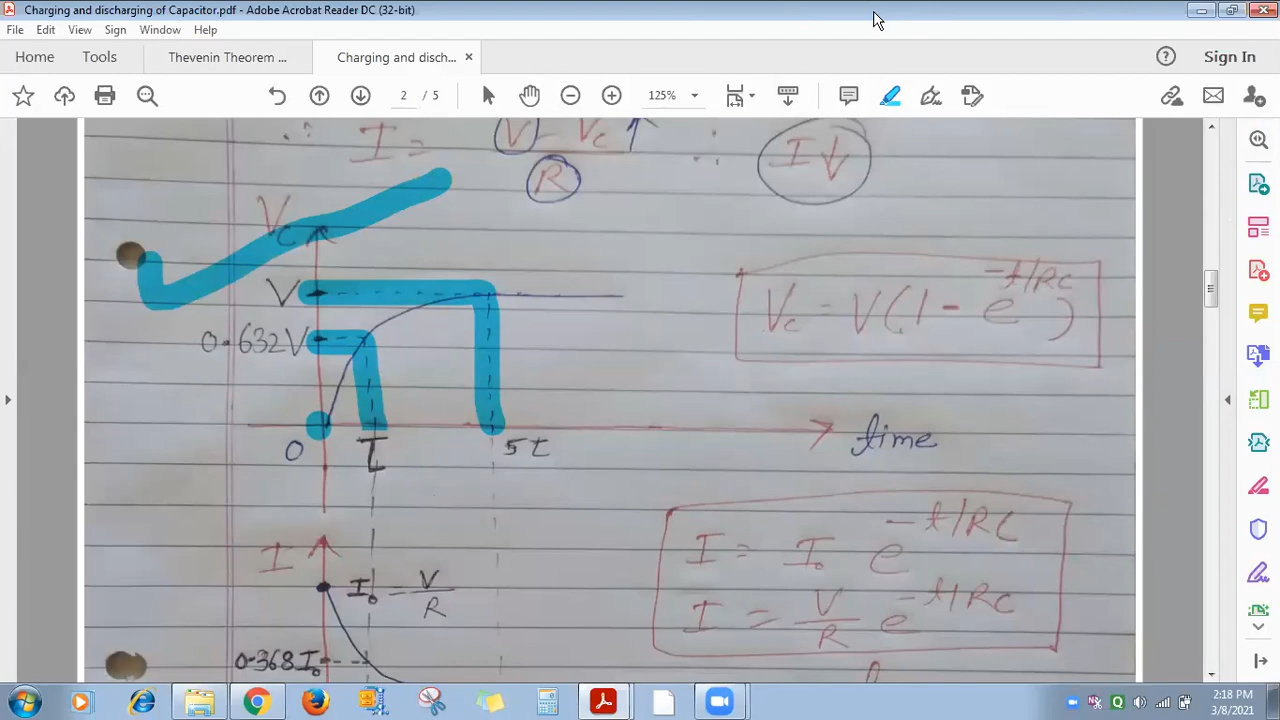 Charging and discharging of Capacitor.pdf - Adobe Acrobat Reader DC (32-bit)
File Edit View Sign Window Help
Home Tools Thevenin Theorem ... Charging and disch... × ? Sign In
2 / 5 125%
∴ I = V - Vc↑ / R ∴ I↓
Vc
V
0.632V
Vc = V(1 - e^-t/RC)
0 τ 5τ time
I
I₀ = V/R
0.368I₀
I = I₀ e^-t/RC
I = V/R e^-t/RC
2:18 PM
3/8/2021